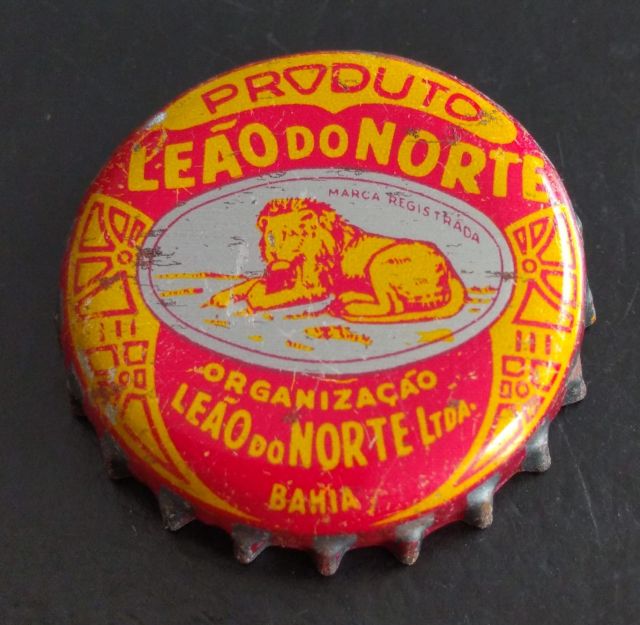 PRODUTO
LEÃO DO NORTE
MARCA REGISTRADA
ORGANIZAÇÃO
LEÃO DO NORTE LTDA.
BAHIA